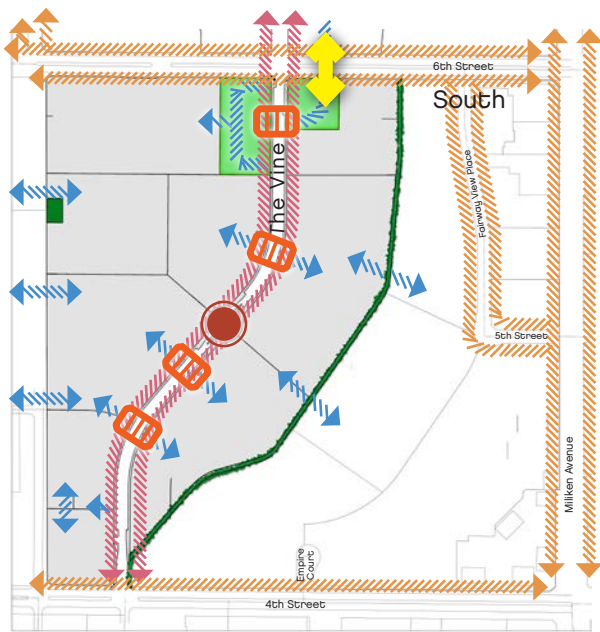 6th Street
South
The Vine
Fairway View Place
5th Street
Milliken Avenue
Empire
Court
4th Street